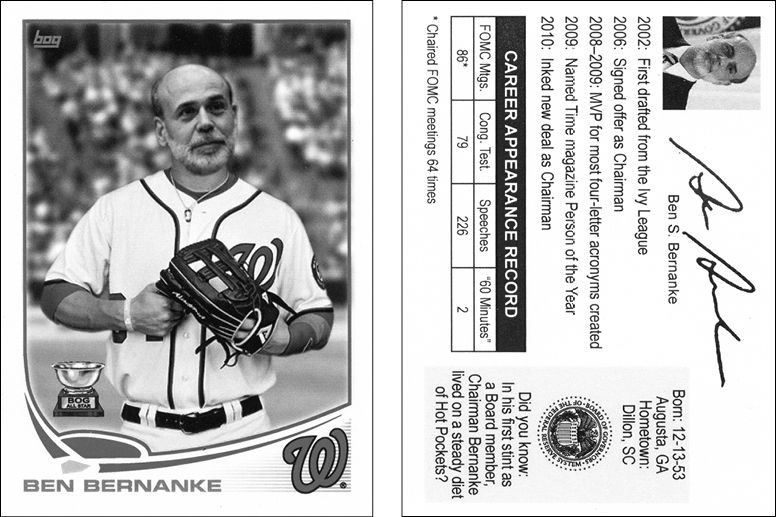 bog
W
BOG
ALL STAR
W
BEN BERNANKE
Ben S. Bernanke
2002: First drafted from the Ivy League
2006: Signed offer as Chairman
2008–2009: MVP for most four-letter acronyms created
2009: Named Time magazine Person of the Year
2010: Inked new deal as Chairman
CAREER APPEARANCE RECORD
FOMC Mtgs. Cong. Test. Speeches "60 Minutes"
86* 79 226 2
* Chaired FOMC meetings 64 times
Born: 12-13-53
Augusta, GA
Hometown:
Dillon, SC
Did you know:
In his first stint as
a Board member,
Chairman Bernanke
lived on a steady diet
of Hot Pockets?